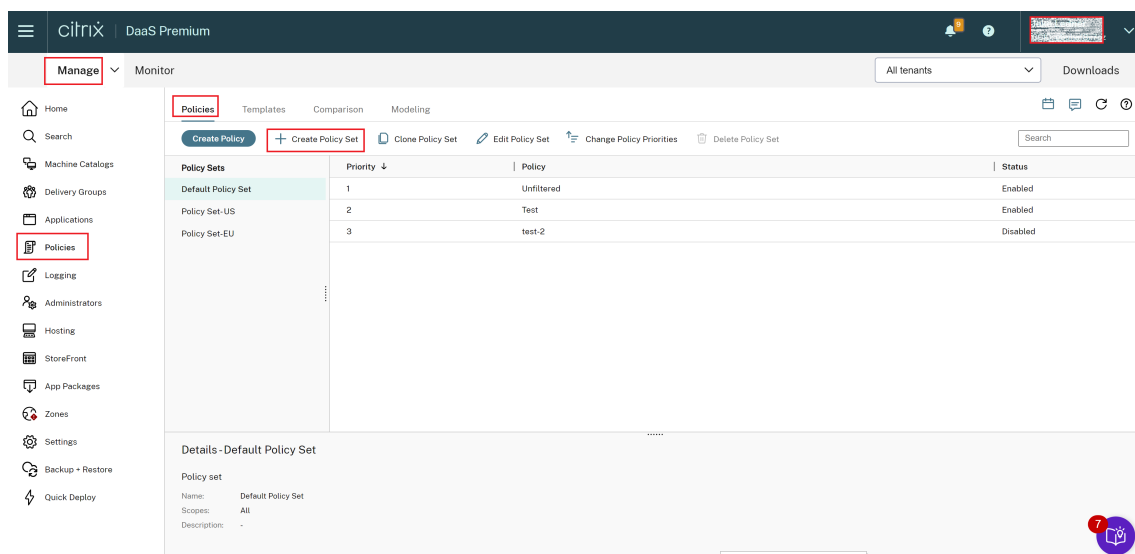 citrix DaaS Premium 9
Manage Monitor All tenants Downloads
Home
Search
Machine Catalogs
Delivery Groups
Applications
Policies
Logging
Administrators
Hosting
StoreFront
App Packages
Zones
Settings
Backup + Restore
Quick Deploy
Policies Templates Comparison Modeling
Create Policy Create Policy Set Clone Policy Set Edit Policy Set Change Policy Priorities Delete Policy Set Search
Policy Sets
Default Policy Set
Policy Set-US
Policy Set-EU
Priority ↓ Policy Status
1 Unfiltered Enabled
2 Test Enabled
3 test-2 Disabled
Details - Default Policy Set
Policy set
Name: Default Policy Set
Scopes: All
Description: -
7